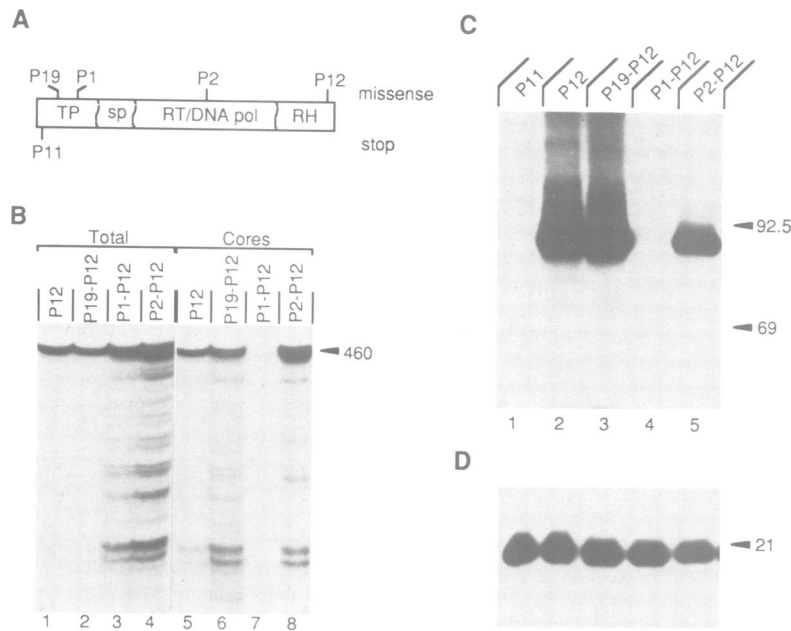 A
P19 P1 P2 P12 missense
TP sp RT/DNA pol RH
P11 stop
B
Total Cores
P12 P19-P12 P1-P12 P2-P12 P12 P19-P12 P1-P12 P2-P12
460
1 2 3 4 5 6 7 8
C
P11 P12 P19-P12 P1-P12 P2-P12
92.5
69
1 2 3 4 5
D
21